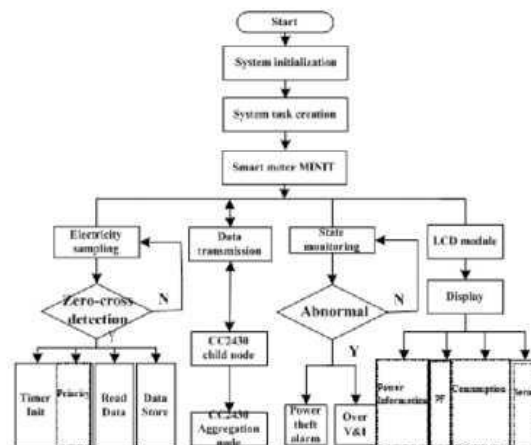 Start
System initialization
System task creation
Smart meter MINIT
Electricity
sampling
Data
transmission
State
monitoring
LCD module
Zero-cross
detection
N
Y
Abnormal
N
Y
Display
CC2430
child node
CC2430
Aggregation node
Timer
Init
Priority
Read
Data
Data
Store
Power
theft
alarm
Over
V&I
Power
Information
PF
Consumption